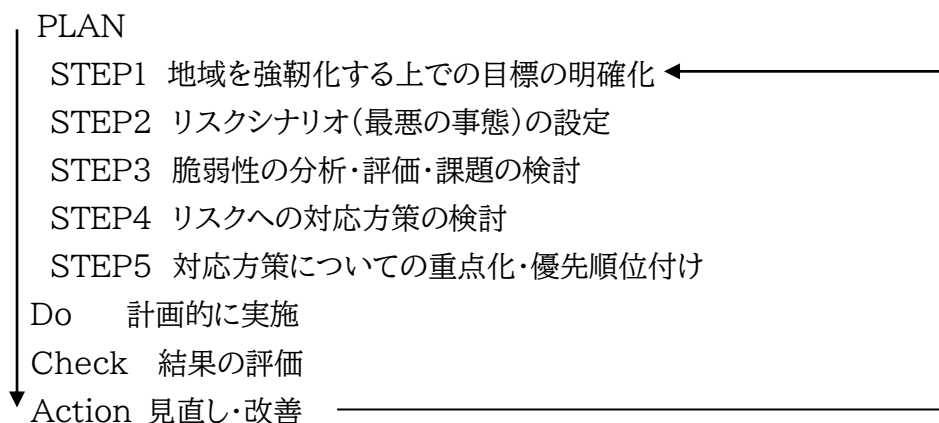 PLAN
STEP1 地域を強靭化する上での目標の明確化
STEP2 リスクシナリオ(最悪の事態)の設定
STEP3 脆弱性の分析・評価・課題の検討
STEP4 リスクへの対応方策の検討
STEP5 対応方策についての重点化・優先順位付け
Do 計画的に実施
Check 結果の評価
Action 見直し・改善